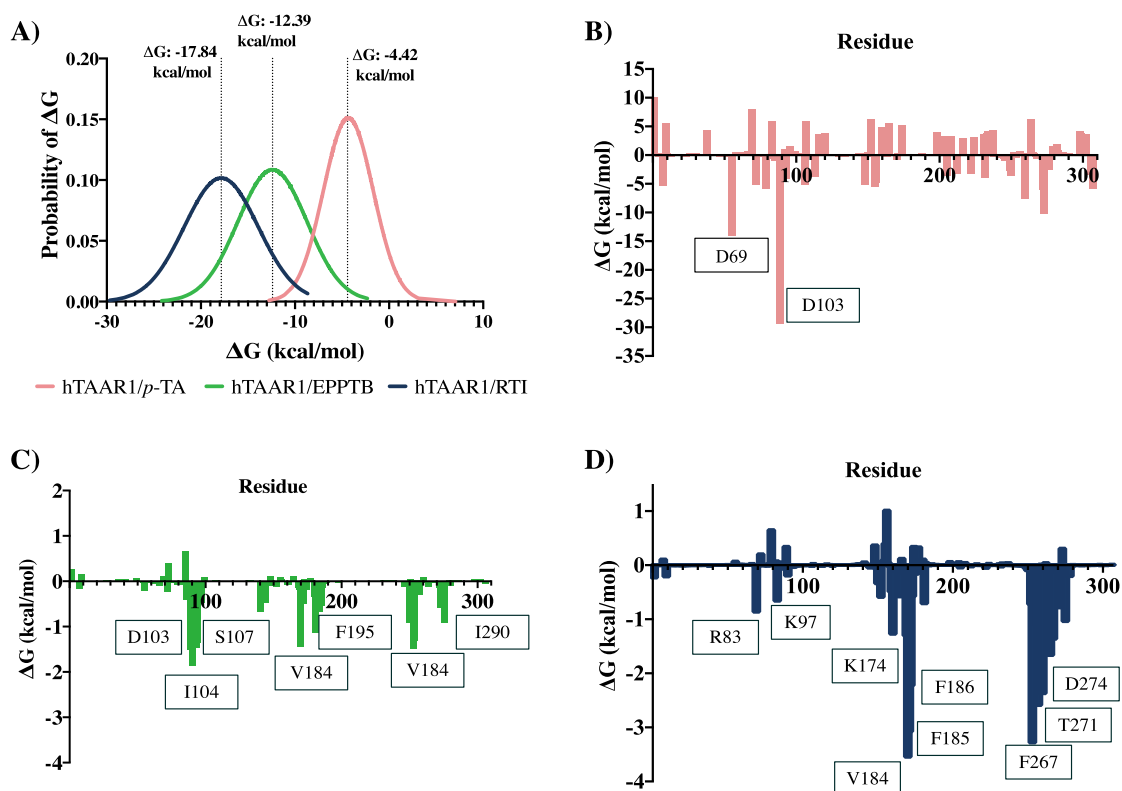 A)
ΔG: -17.84
kcal/mol
ΔG: -12.39
kcal/mol
ΔG: -4.42
kcal/mol
Probability of ΔG
0.20
0.15
0.10
0.05
0.00
-30
-20
-10
0
10
ΔG (kcal/mol)
hTAAR1/p-TA
hTAAR1/EPPTB
hTAAR1/RTI
B)
Residue
ΔG (kcal/mol)
15
10
5
0
-5
-10
-15
-20
-25
-30
-35
100
200
300
D69
D103
C)
Residue
ΔG (kcal/mol)
2
1
0
-1
-2
-3
-4
100
200
300
D103
S107
F195
I290
I104
V184
V184
D)
Residue
ΔG (kcal/mol)
1
0
-1
-2
-3
-4
100
200
300
R83
K97
K174
F186
D274
F185
T271
F267
V184